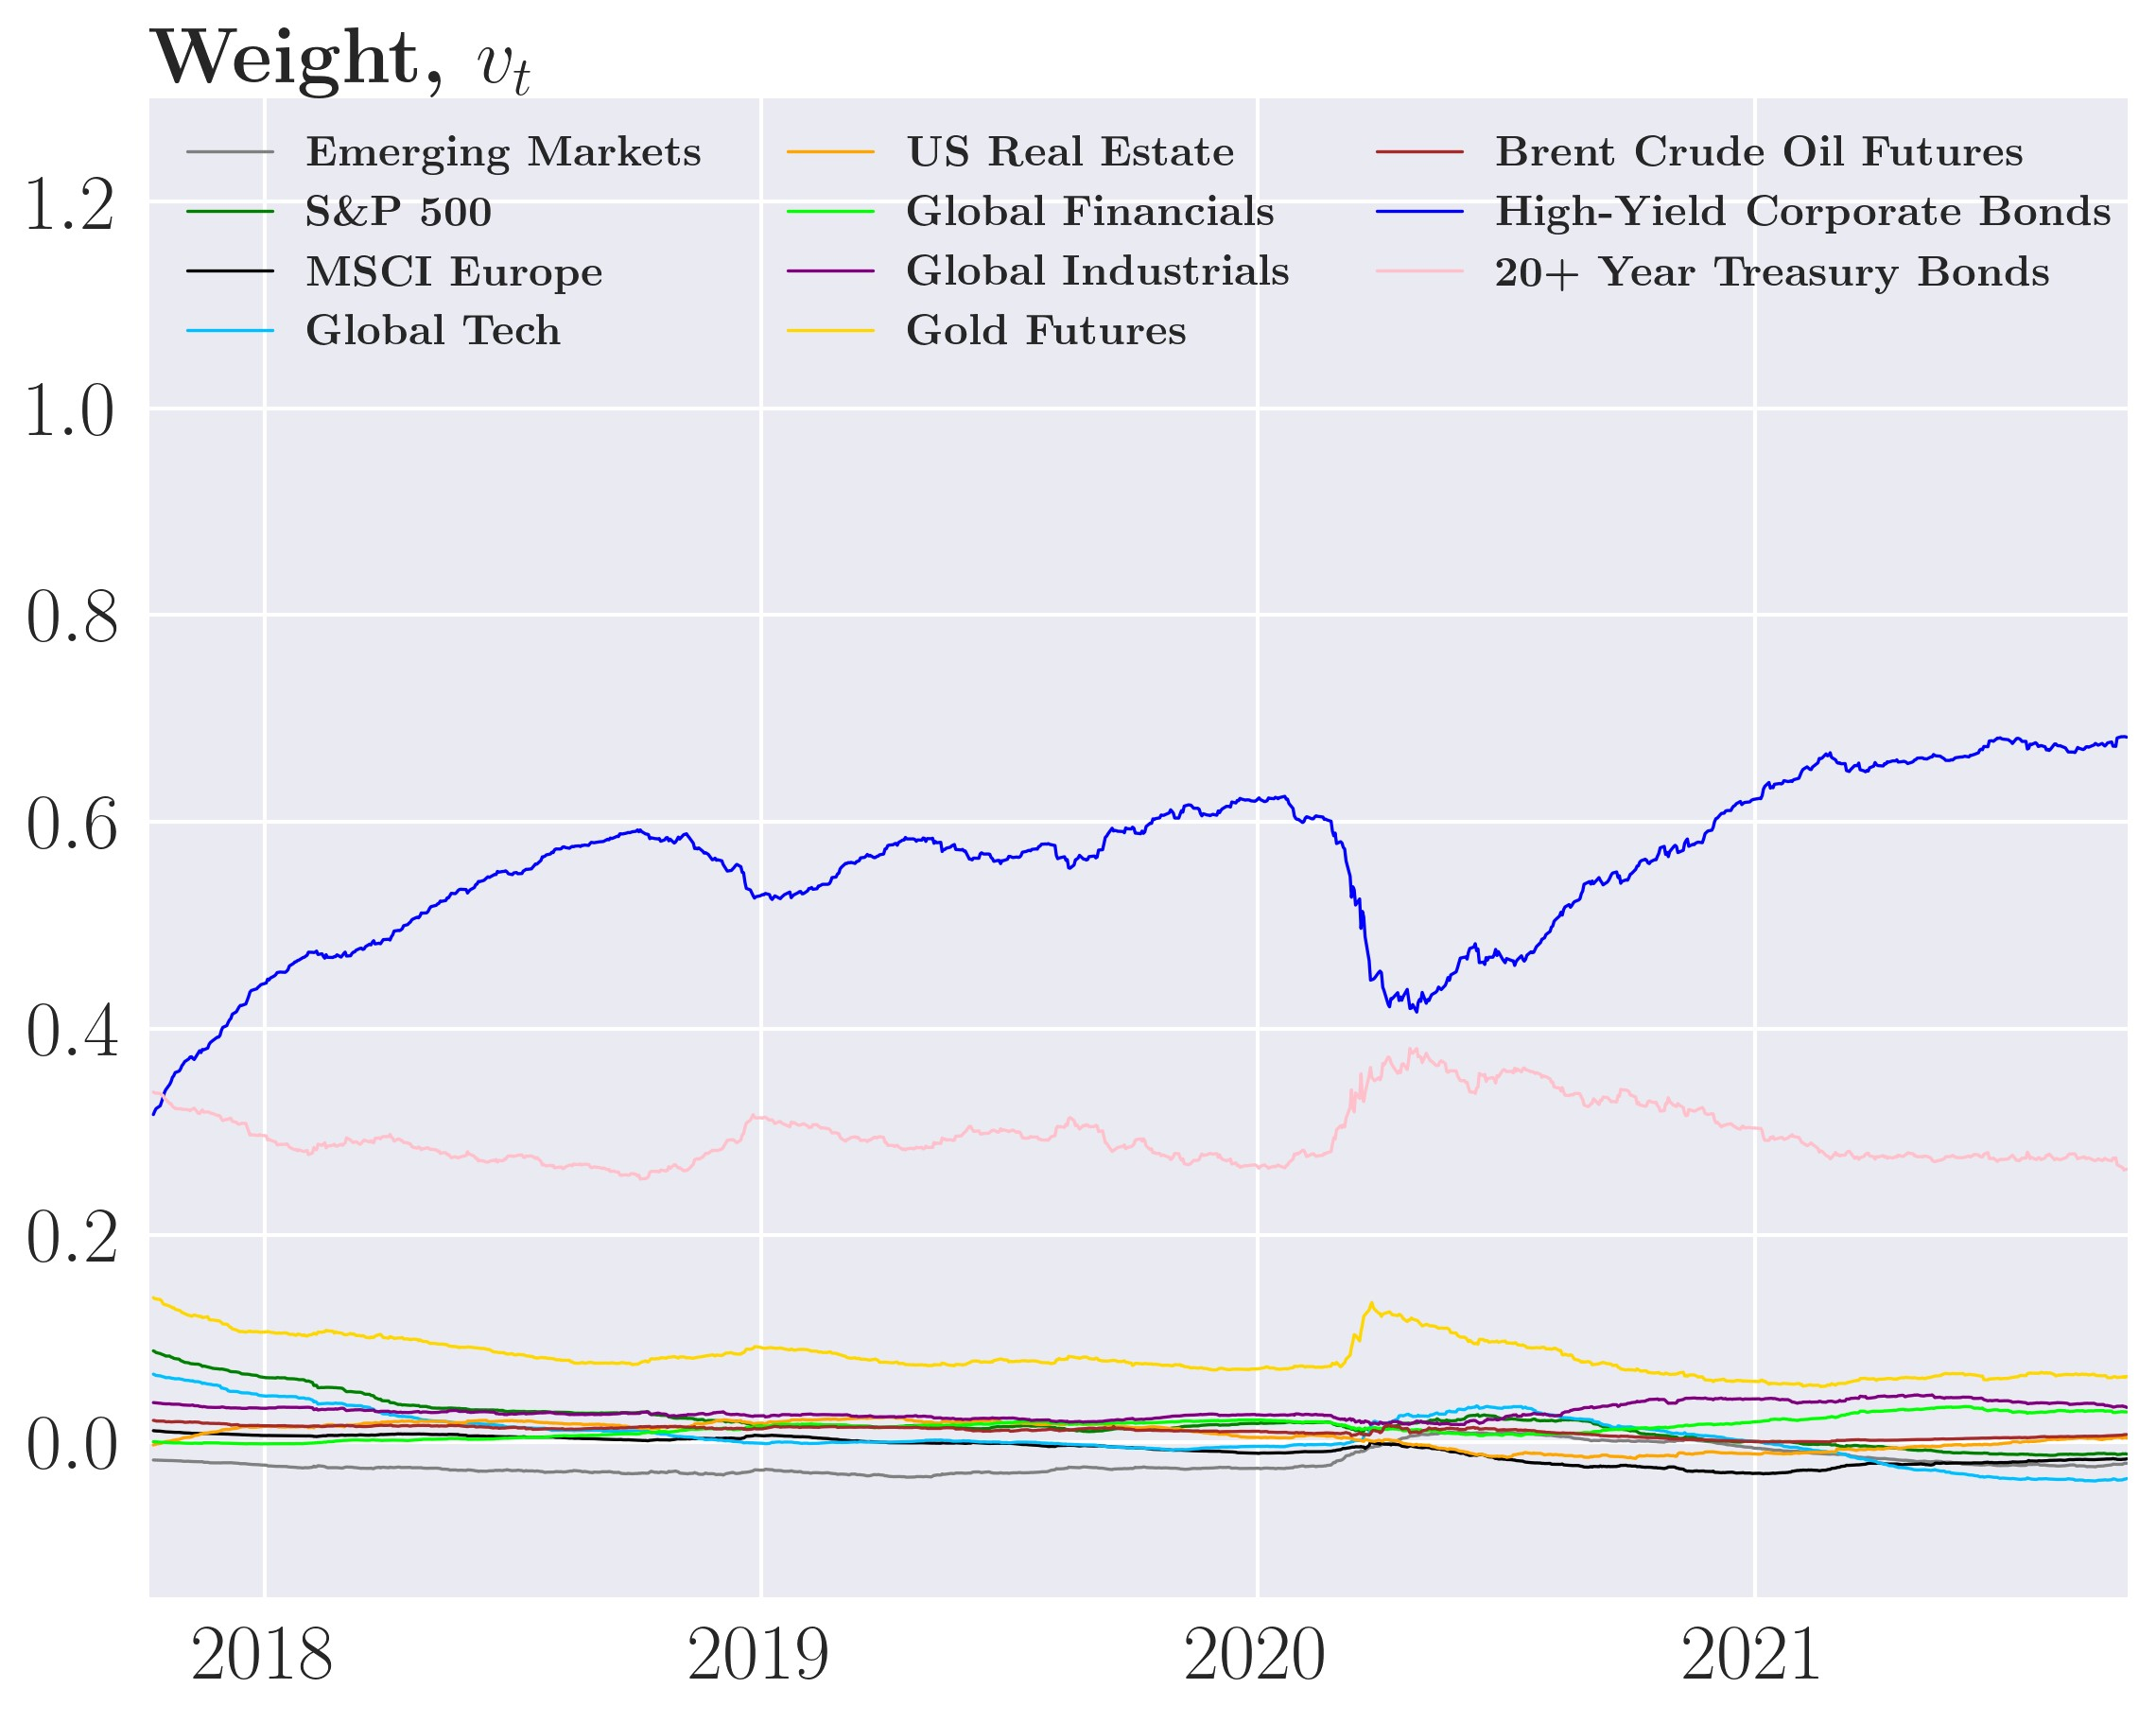 Weight, v_t
Emerging Markets
S&P 500
MSCI Europe
Global Tech
US Real Estate
Global Financials
Global Industrials
Gold Futures
Brent Crude Oil Futures
High-Yield Corporate Bonds
20+ Year Treasury Bonds
1.2
1.0
0.8
0.6
0.4
0.2
0.0
2018 2019 2020 2021